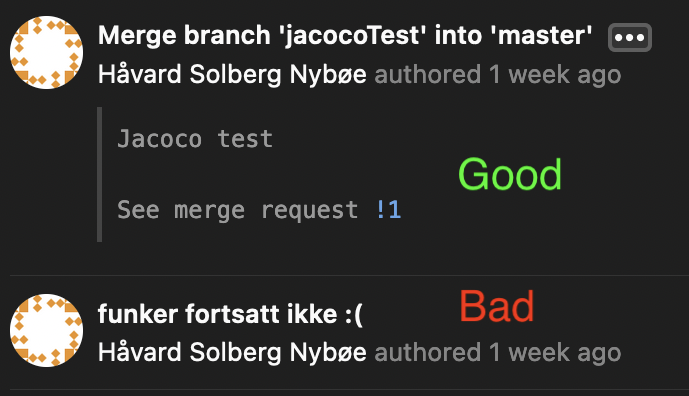 Merge branch 'jacocoTest' into 'master'
Håvard Solberg Nybøe authored 1 week ago
Jacoco test
Good
See merge request !1
funker fortsatt ikke :(
Bad
Håvard Solberg Nybøe authored 1 week ago